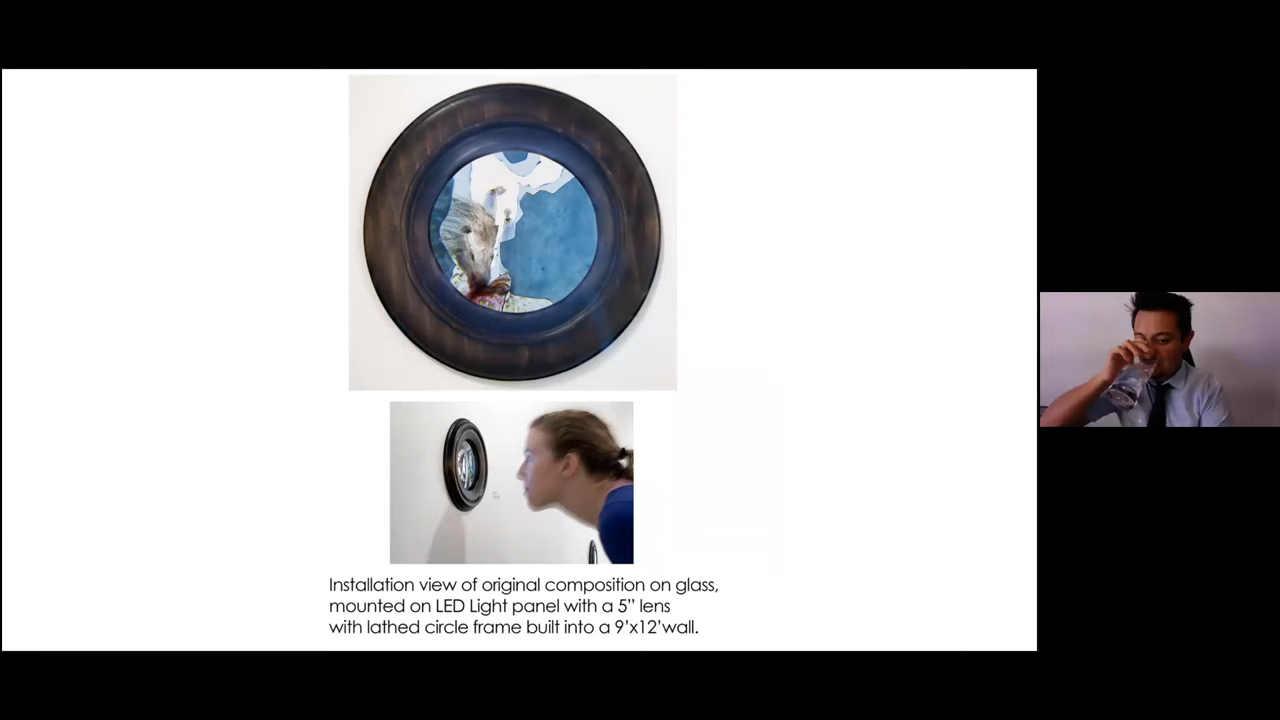 Installation view of original composition on glass,
mounted on LED Light panel with a 5” lens
with lathed circle frame built into a 9’x12’wall.